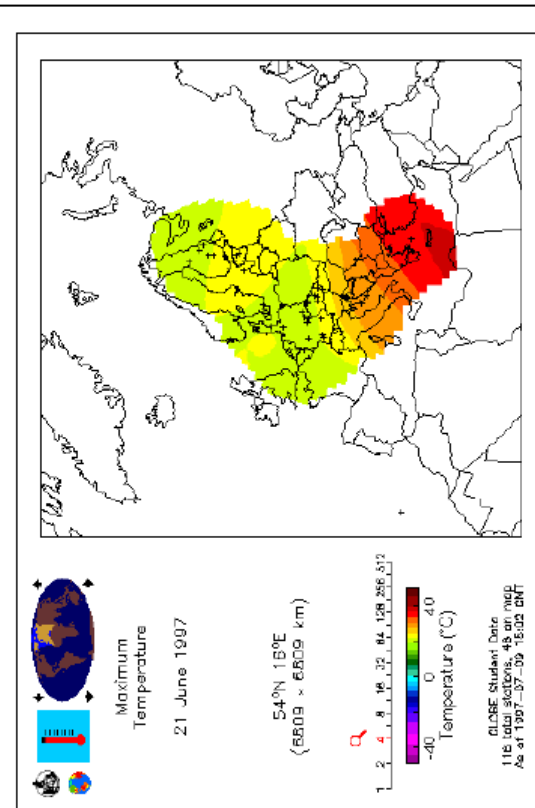 Maximum
Temperature
21 June 1997
54°N 16°E
(6809 x 6809 km)
1 2 4 8 16 32 64 128 256 512
-40 0 40
Temperature (°C)
GLOBE Student Data
116 total stations, 48 on map
As of 1997-07-09 16:02 GMT